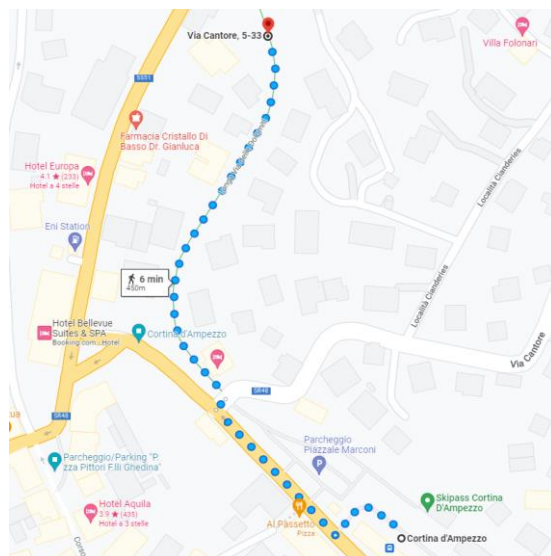 Via Cantore, 5-33
Villa Folonari
SS51
Farmacia Cristallo Di
Basso Dr. Gianluca
Hotel Europa
4.1 ★ (233)
Hotel a 4 stelle
Località Cianderies
Eni Station
6 min
450m
Hotel Bellevue
Suites & SPA
Booking.com
Hotel
Cortina d'Ampezzo
Località Cianderies
Via Cantore
SR48
SR48
Parcheggio/Parking "P.
zza Pittori F.lli Ghedina"
Parcheggio
Piazzale Marconi
Hotel Aquila
3.9 ★ (435)
Hotel a 3 stelle
Al Passetto
Pizza
Skipass Cortina
D'Ampezzo
Cortina d'Ampezzo
Corso